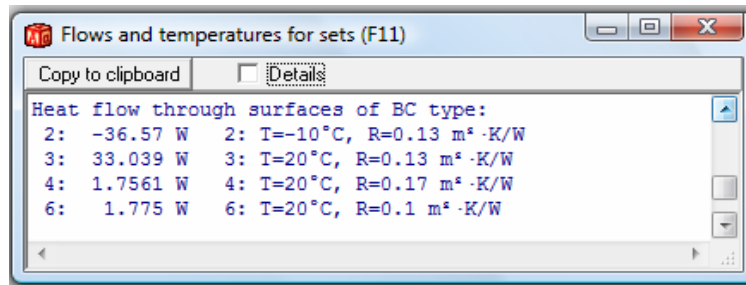 Flows and temperatures for sets (F11)
Copy to clipboard Details
Heat flow through surfaces of BC type:
2: -36.57 W 2: T=-10°C, R=0.13 m²·K/W
3: 33.039 W 3: T=20°C, R=0.13 m²·K/W
4: 1.7561 W 4: T=20°C, R=0.17 m²·K/W
6: 1.775 W 6: T=20°C, R=0.1 m²·K/W